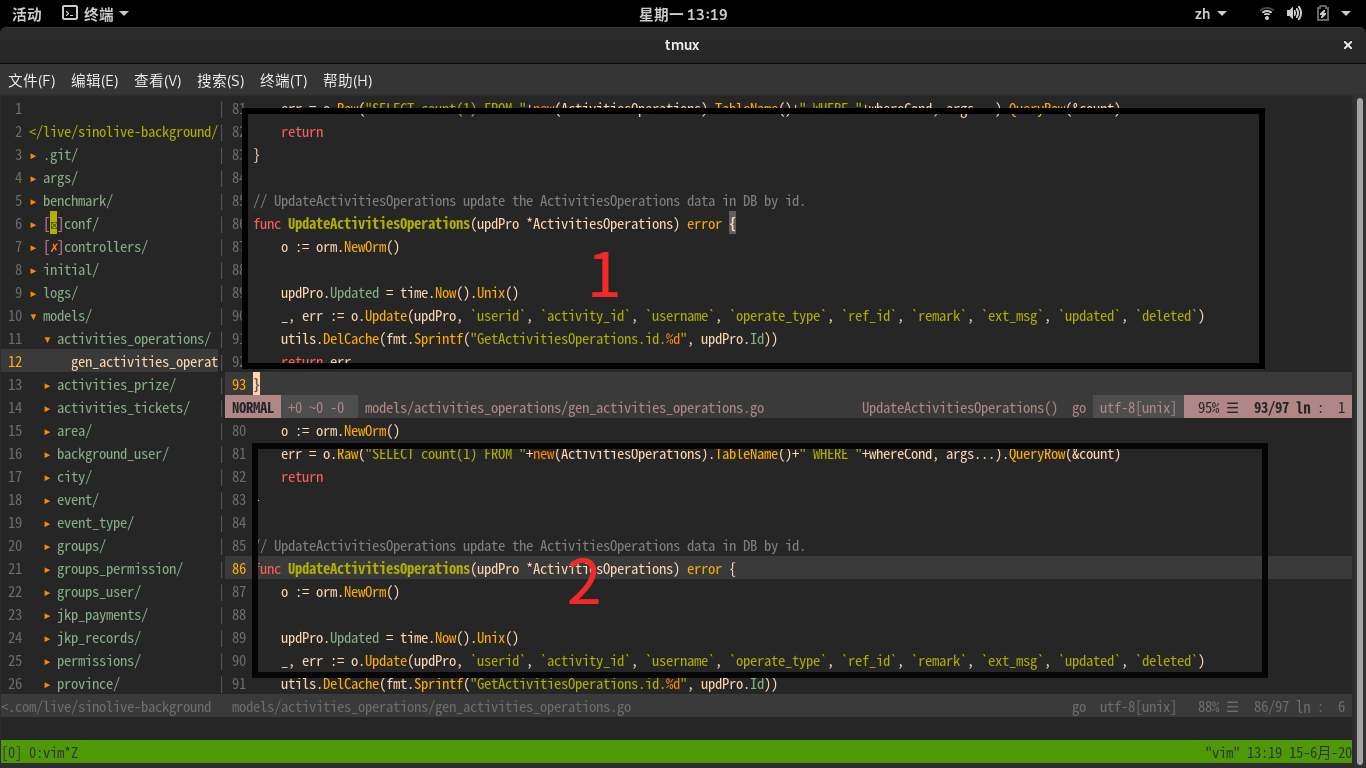 活动 终端 星期一 13:19 zh
tmux
文件(F) 编辑(E) 查看(V) 搜索(S) 终端(T) 帮助(H)
1
2 </live/sinolive-background/
3 ▸ .git/
4 ▸ args/
5 ▸ benchmark/
6 ▸ [ ]conf/
7 ▸ [✗]controllers/
8 ▸ initial/
9 ▸ logs/
10 ▾ models/
11 ▾ activities_operations/
12 gen_activities_operat
13 ▸ activities_prize/
14 ▸ activities_tickets/
15 ▸ area/
16 ▸ background_user/
17 ▸ city/
18 ▸ event/
19 ▸ event_type/
20 ▸ groups/
21 ▸ groups_permission/
22 ▸ groups_user/
23 ▸ jkp_payments/
24 ▸ jkp_records/
25 ▸ permissions/
26 ▸ province/
<.com/live/sinolive-background
81 err = o.Raw("SELECT count(1) FROM "+new(ActivitiesOperations).TableName()+" WHERE "+whereCond, args...).QueryRow(&count)
82 return
83 }
84
85 // UpdateActivitiesOperations update the ActivitiesOperations data in DB by id.
86 func UpdateActivitiesOperations(updPro *ActivitiesOperations) error {
87 o := orm.NewOrm()
88
1
89 updPro.Updated = time.Now().Unix()
90 _, err := o.Update(updPro, `userid`, `activity_id`, `username`, `operate_type`, `ref_id`, `remark`, `ext_msg`, `updated`, `deleted`)
91 utils.DelCache(fmt.Sprintf("GetActivitiesOperations.id.%d", updPro.Id))
92 return err
93 }
NORMAL +0 ~0 -0 models/activities_operations/gen_activities_operations.go UpdateActivitiesOperations() go utf-8[unix] 95% ☰ 93/97 ln : 1
80 o := orm.NewOrm()
81 err = o.Raw("SELECT count(1) FROM "+new(ActivitiesOperations).TableName()+" WHERE "+whereCond, args...).QueryRow(&count)
82 return
83
84
85 // UpdateActivitiesOperations update the ActivitiesOperations data in DB by id.
86 func UpdateActivitiesOperations(updPro *ActivitiesOperations) error {
2
87 o := orm.NewOrm()
88
89 updPro.Updated = time.Now().Unix()
90 _, err := o.Update(updPro, `userid`, `activity_id`, `username`, `operate_type`, `ref_id`, `remark`, `ext_msg`, `updated`, `deleted`)
91 utils.DelCache(fmt.Sprintf("GetActivitiesOperations.id.%d", updPro.Id))
models/activities_operations/gen_activities_operations.go go utf-8[unix] 88% ☰ 86/97 ln : 6
[0] 0:vim*Z "vim" 13:19 15-6月-20